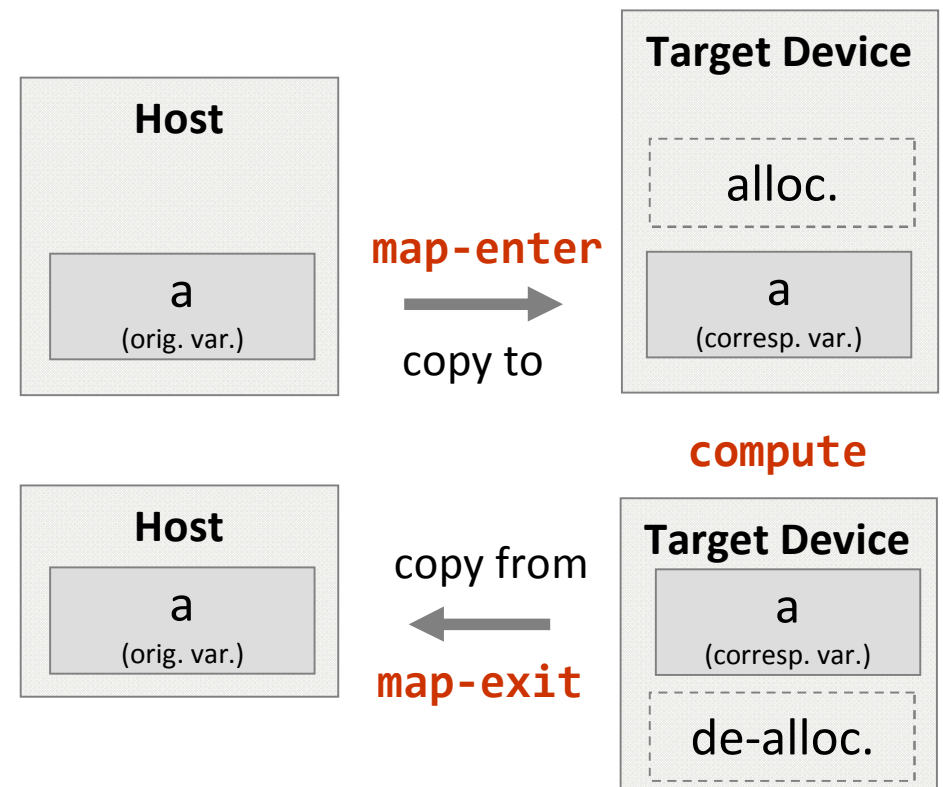 Host
a
(orig. var.)
map-enter
copy to
Target Device
alloc.
a
(corresp. var.)
compute
Host
a
(orig. var.)
copy from
map-exit
Target Device
a
(corresp. var.)
de-alloc.